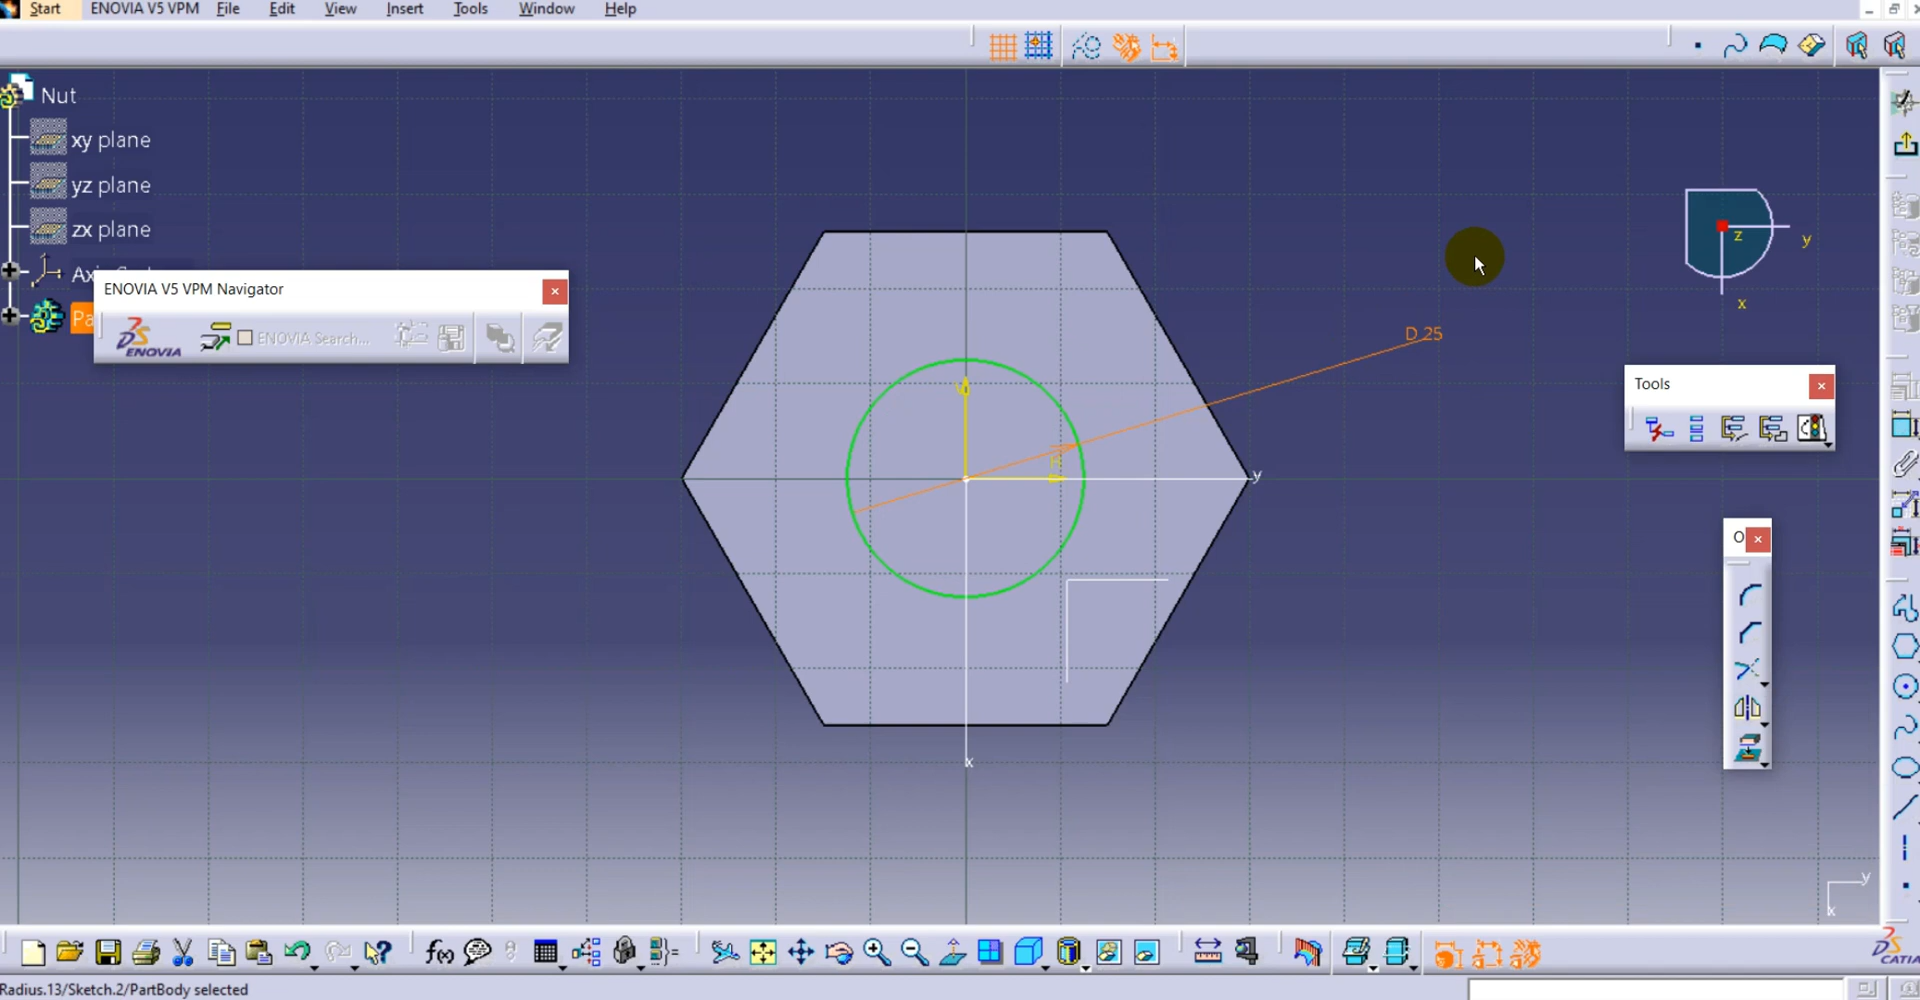 Start ENOVIA V5 VPM File Edit View Insert Tools Window Help
Nut
xy plane
yz plane
zx plane
ENOVIA V5 VPM Navigator
ENOVIA
ENOVIA Search...
D 25
z
y
x
Tools
V
H
y
O
x
y
x
f(x)
CATIA
Radius.13/Sketch.2/PartBody selected